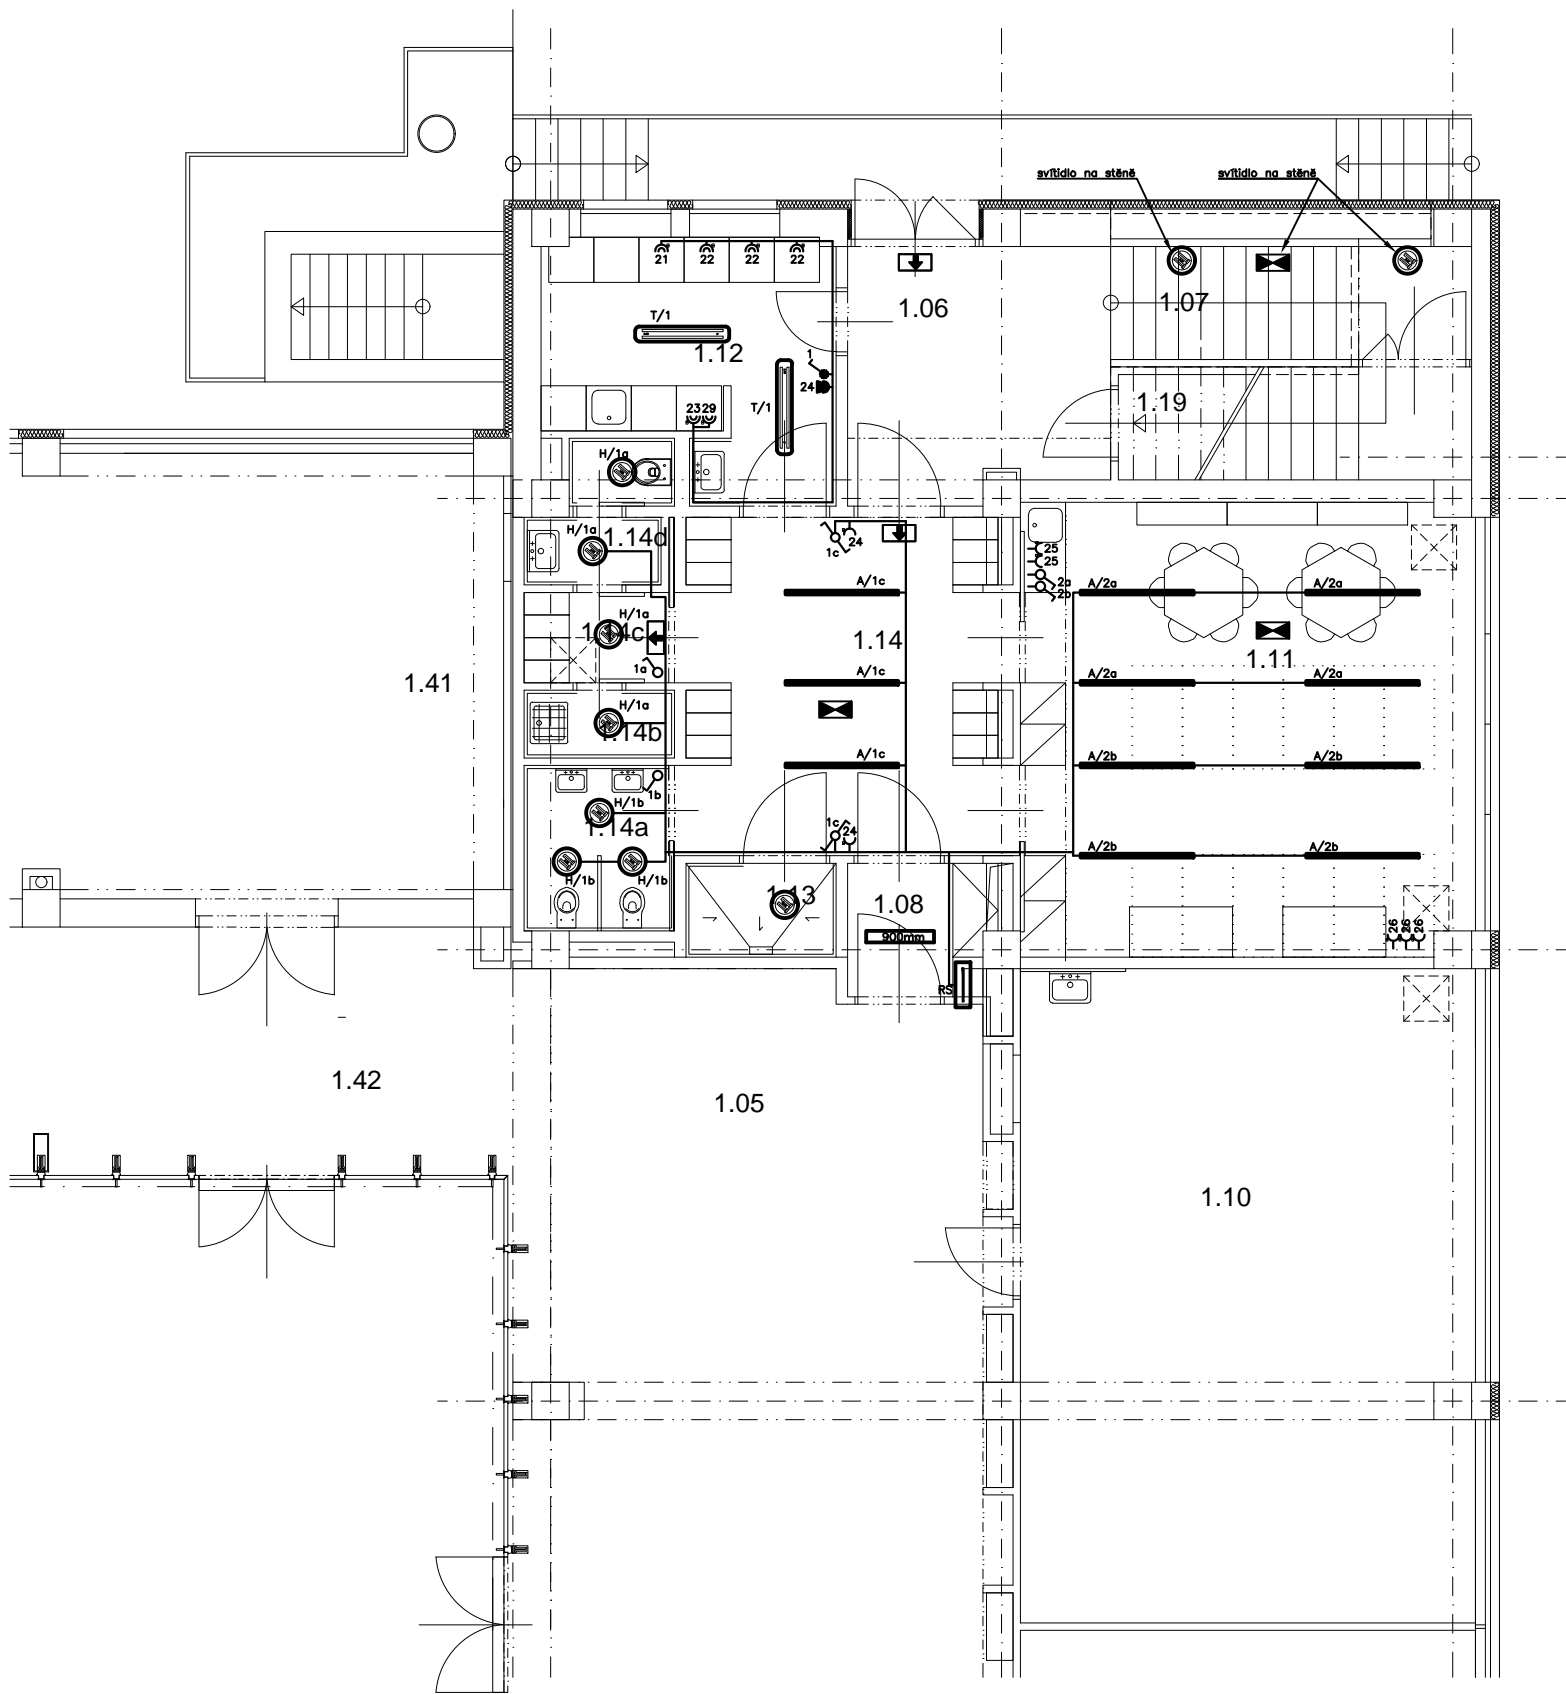 svítidlo na stěně
svítidlo na stěně
21
22
22
22
1.06
1.07
T/1
1.12
1
24
T/1
1.19
23
29
H/1a
H/1a
1.14d
1c
24
25
25
2a
2b
A/1c
A/2a
A/2a
H/1a
1.14c
1.14
1.11
1a
1.41
A/1c
A/2a
A/2a
H/1a
1.14b
A/1c
A/2b
A/2b
1b
H/1b
1.14a
1c
24
A/2b
A/2b
H/1b
H/1b
1.13
1.08
26
26
26
900mm
RS
1.42
1.05
1.10